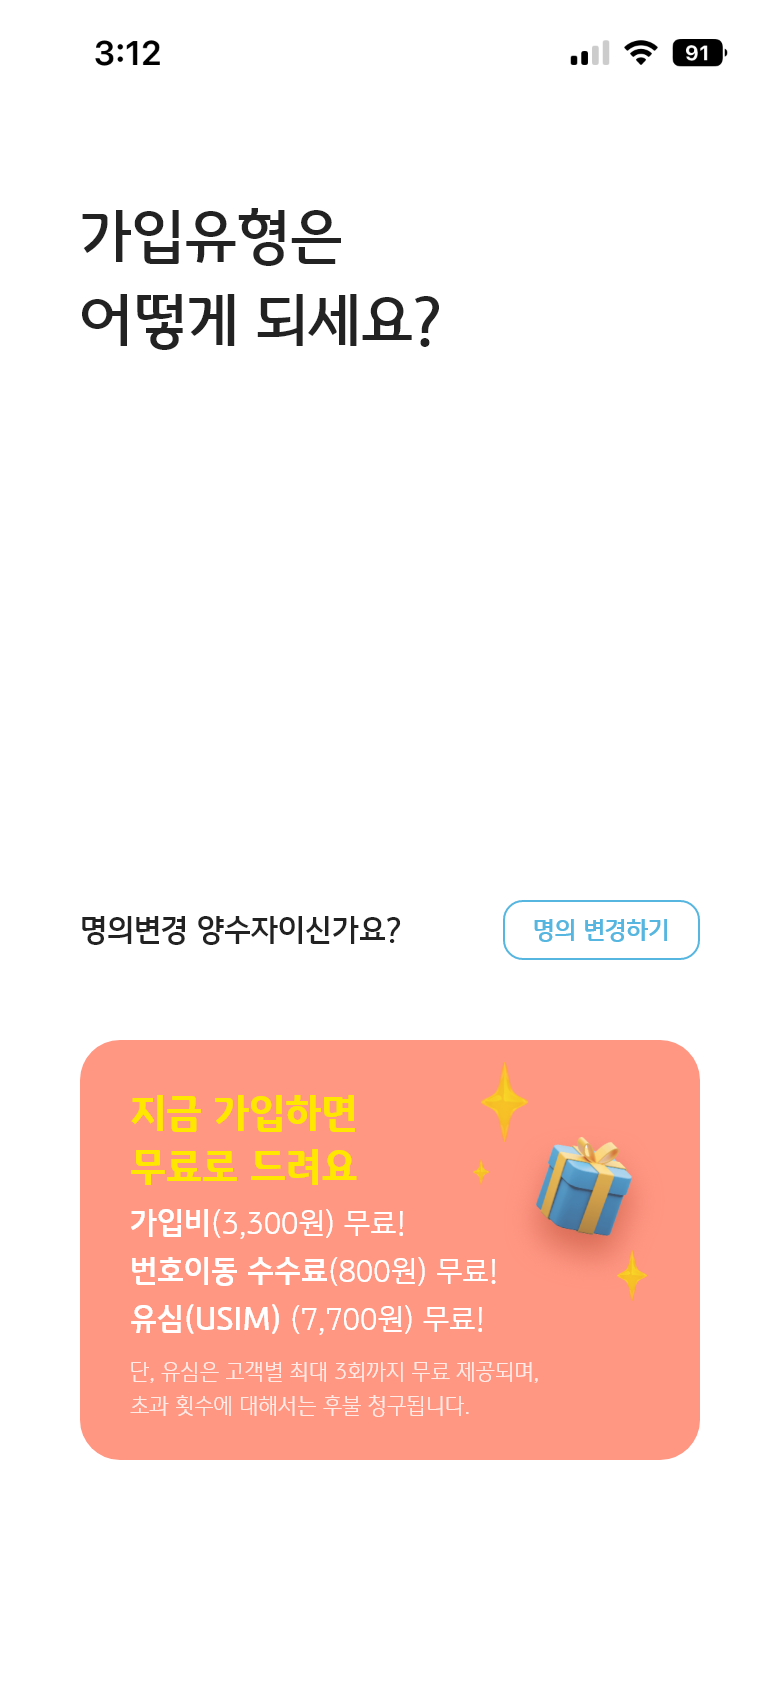 3:12
91
가입유형은
어떻게 되세요?
명의변경 양수자이신가요?
명의 변경하기
지금 가입하면
무료로 드려요
가입비(3,300원) 무료!
번호이동 수수료(800원) 무료!
유심(USIM) (7,700원) 무료!
단, 유심은 고객별 최대 3회까지 무료 제공되며,
초과 횟수에 대해서는 후불 청구됩니다.